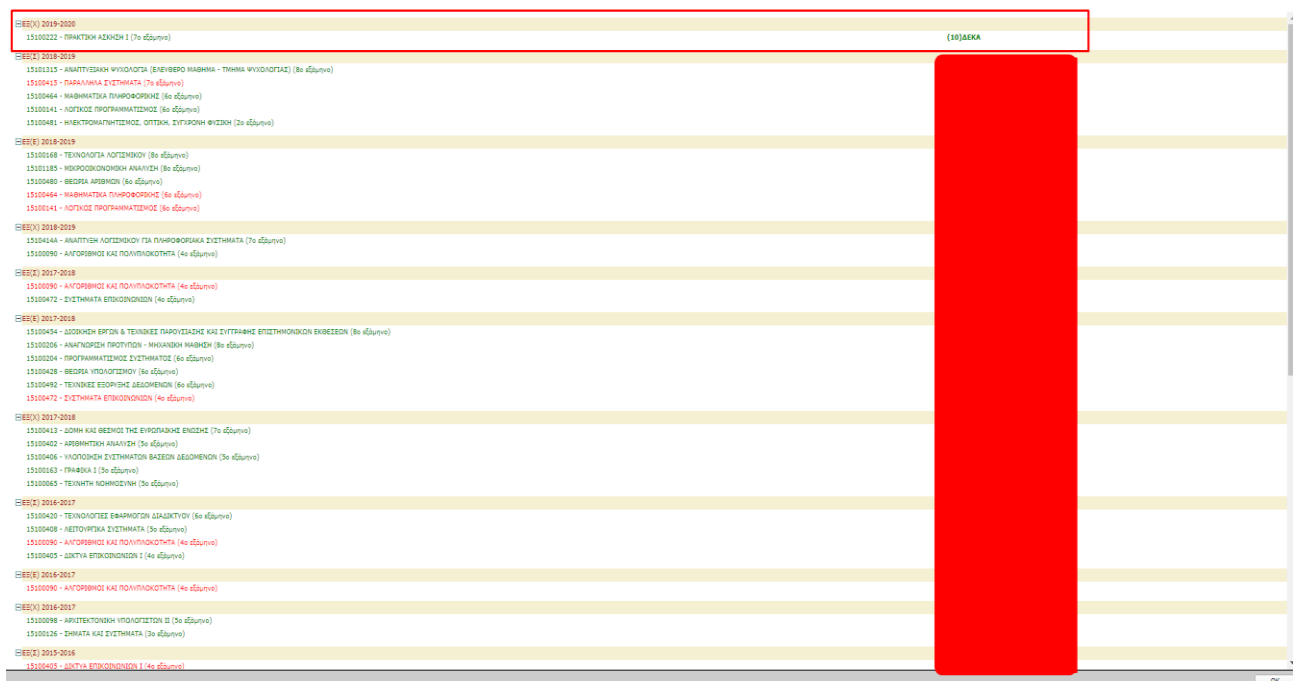 ΕΞ(Χ) 2019-2020
15100222 - ΠΡΑΚΤΙΚΗ ΑΣΚΗΣΗ Ι (7ο εξάμηνο) (10)ΔΕΚΑ
ΕΞ(Σ) 2018-2019
15101315 - ΑΝΑΠΤΥΞΙΑΚΗ ΨΥΧΟΛΟΓΙΑ (ΕΛΕΥΘΕΡΟ ΜΑΘΗΜΑ - ΤΜΗΜΑ ΨΥΧΟΛΟΓΙΑΣ) (8ο εξάμηνο)
15100415 - ΠΑΡΑΛΛΗΛΑ ΣΥΣΤΗΜΑΤΑ (7ο εξάμηνο)
15100464 - ΜΑΘΗΜΑΤΙΚΑ ΠΛΗΡΟΦΟΡΙΚΗΣ (6ο εξάμηνο)
15100141 - ΛΟΓΙΚΟΣ ΠΡΟΓΡΑΜΜΑΤΙΣΜΟΣ (6ο εξάμηνο)
15100481 - ΗΛΕΚΤΡΟΜΑΓΝΗΤΙΣΜΟΣ, ΟΠΤΙΚΗ, ΣΥΓΧΡΟΝΗ ΦΥΣΙΚΗ (2ο εξάμηνο)
ΕΞ(Ε) 2018-2019
15100168 - ΤΕΧΝΟΛΟΓΙΑ ΛΟΓΙΣΜΙΚΟΥ (8ο εξάμηνο)
15101185 - ΜΙΚΡΟΟΙΚΟΝΟΜΙΚΗ ΑΝΑΛΥΣΗ (8ο εξάμηνο)
15100480 - ΘΕΩΡΙΑ ΑΡΙΘΜΩΝ (6ο εξάμηνο)
15100464 - ΜΑΘΗΜΑΤΙΚΑ ΠΛΗΡΟΦΟΡΙΚΗΣ (6ο εξάμηνο)
15100141 - ΛΟΓΙΚΟΣ ΠΡΟΓΡΑΜΜΑΤΙΣΜΟΣ (6ο εξάμηνο)
ΕΞ(Χ) 2018-2019
1510414Α - ΑΝΑΠΤΥΞΗ ΛΟΓΙΣΜΙΚΟΥ ΓΙΑ ΠΛΗΡΟΦΟΡΙΑΚΑ ΣΥΣΤΗΜΑΤΑ (7ο εξάμηνο)
15100090 - ΑΛΓΟΡΙΘΜΟΙ ΚΑΙ ΠΟΛΥΠΛΟΚΟΤΗΤΑ (4ο εξάμηνο)
ΕΞ(Σ) 2017-2018
15100090 - ΑΛΓΟΡΙΘΜΟΙ ΚΑΙ ΠΟΛΥΠΛΟΚΟΤΗΤΑ (4ο εξάμηνο)
15100472 - ΣΥΣΤΗΜΑΤΑ ΕΠΙΚΟΙΝΩΝΙΩΝ (4ο εξάμηνο)
ΕΞ(Ε) 2017-2018
15100454 - ΔΙΟΙΚΗΣΗ ΕΡΓΩΝ & ΤΕΧΝΙΚΕΣ ΠΑΡΟΥΣΙΑΣΗΣ ΚΑΙ ΣΥΓΓΡΑΦΗΣ ΕΠΙΣΤΗΜΟΝΙΚΩΝ ΕΚΘΕΣΕΩΝ (8ο εξάμηνο)
15100206 - ΑΝΑΓΝΩΡΙΣΗ ΠΡΟΤΥΠΩΝ - ΜΗΧΑΝΙΚΗ ΜΑΘΗΣΗ (8ο εξάμηνο)
15100204 - ΠΡΟΓΡΑΜΜΑΤΙΣΜΟΣ ΣΥΣΤΗΜΑΤΟΣ (6ο εξάμηνο)
15100428 - ΘΕΩΡΙΑ ΥΠΟΛΟΓΙΣΜΟΥ (6ο εξάμηνο)
15100492 - ΤΕΧΝΙΚΕΣ ΕΞΟΡΥΞΗΣ ΔΕΔΟΜΕΝΩΝ (6ο εξάμηνο)
15100472 - ΣΥΣΤΗΜΑΤΑ ΕΠΙΚΟΙΝΩΝΙΩΝ (4ο εξάμηνο)
ΕΞ(Χ) 2017-2018
15100413 - ΔΟΜΗ ΚΑΙ ΘΕΣΜΟΙ ΤΗΣ ΕΥΡΩΠΑΙΚΗΣ ΕΝΩΣΗΣ (7ο εξάμηνο)
15100402 - ΑΡΙΘΜΗΤΙΚΗ ΑΝΑΛΥΣΗ (5ο εξάμηνο)
15100406 - ΥΛΟΠΟΙΗΣΗ ΣΥΣΤΗΜΑΤΩΝ ΒΑΣΕΩΝ ΔΕΔΟΜΕΝΩΝ (5ο εξάμηνο)
15100163 - ΓΡΑΦΙΚΑ Ι (5ο εξάμηνο)
15100065 - ΤΕΧΝΗΤΗ ΝΟΗΜΟΣΥΝΗ (5ο εξάμηνο)
ΕΞ(Σ) 2016-2017
15100420 - ΤΕΧΝΟΛΟΓΙΕΣ ΕΦΑΡΜΟΓΩΝ ΔΙΑΔΙΚΤΥΟΥ (6ο εξάμηνο)
15100408 - ΛΕΙΤΟΥΡΓΙΚΑ ΣΥΣΤΗΜΑΤΑ (5ο εξάμηνο)
15100090 - ΑΛΓΟΡΙΘΜΟΙ ΚΑΙ ΠΟΛΥΠΛΟΚΟΤΗΤΑ (4ο εξάμηνο)
15100405 - ΔΙΚΤΥΑ ΕΠΙΚΟΙΝΩΝΙΩΝ Ι (4ο εξάμηνο)
ΕΞ(Ε) 2016-2017
15100090 - ΑΛΓΟΡΙΘΜΟΙ ΚΑΙ ΠΟΛΥΠΛΟΚΟΤΗΤΑ (4ο εξάμηνο)
ΕΞ(Χ) 2016-2017
15100098 - ΑΡΧΙΤΕΚΤΟΝΙΚΗ ΥΠΟΛΟΓΙΣΤΩΝ ΙΙ (5ο εξάμηνο)
15100126 - ΣΗΜΑΤΑ ΚΑΙ ΣΥΣΤΗΜΑΤΑ (3ο εξάμηνο)
ΕΞ(Σ) 2015-2016
15100405 - ΔΙΚΤΥΑ ΕΠΙΚΟΙΝΩΝΙΩΝ Ι (4ο εξάμηνο)
OK